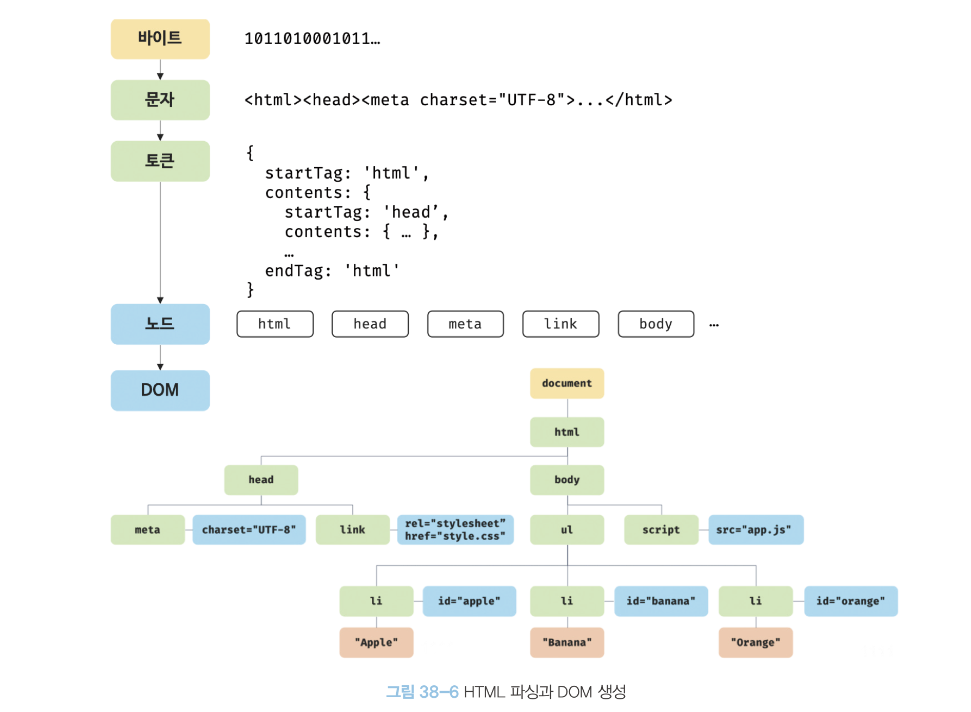 바이트
1011010001011…
문자
<html><head><meta charset="UTF-8">...</html>
토큰
{
  startTag: 'html',
  contents: {
    startTag: 'head’,
    contents: { … },
    …
  endTag: 'html'
}
노드
html head meta link body …
DOM
document
html
head body
meta charset="UTF-8" link rel="stylesheet”
href="style.css"
ul script src="app.js"
li id="apple" li id="banana" li id="orange"
"Apple" "Banana" "Orange"
그림 38-6 HTML 파싱과 DOM 생성